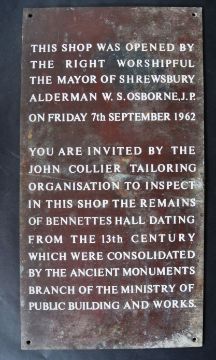 THIS SHOP WAS OPENED BY
THE RIGHT WORSHIPFUL
THE MAYOR OF SHREWSBURY
ALDERMAN W. S. OSBORNE, J.P.
ON FRIDAY 7th SEPTEMBER 1962
YOU ARE INVITED BY THE
JOHN COLLIER TAILORING
ORGANISATION TO INSPECT
IN THIS SHOP THE REMAINS
OF BENNETTES HALL DATING
FROM THE 13th CENTURY
WHICH WERE CONSOLIDATED
BY THE ANCIENT MONUMENTS
BRANCH OF THE MINISTRY OF
PUBLIC BUILDING AND WORKS.